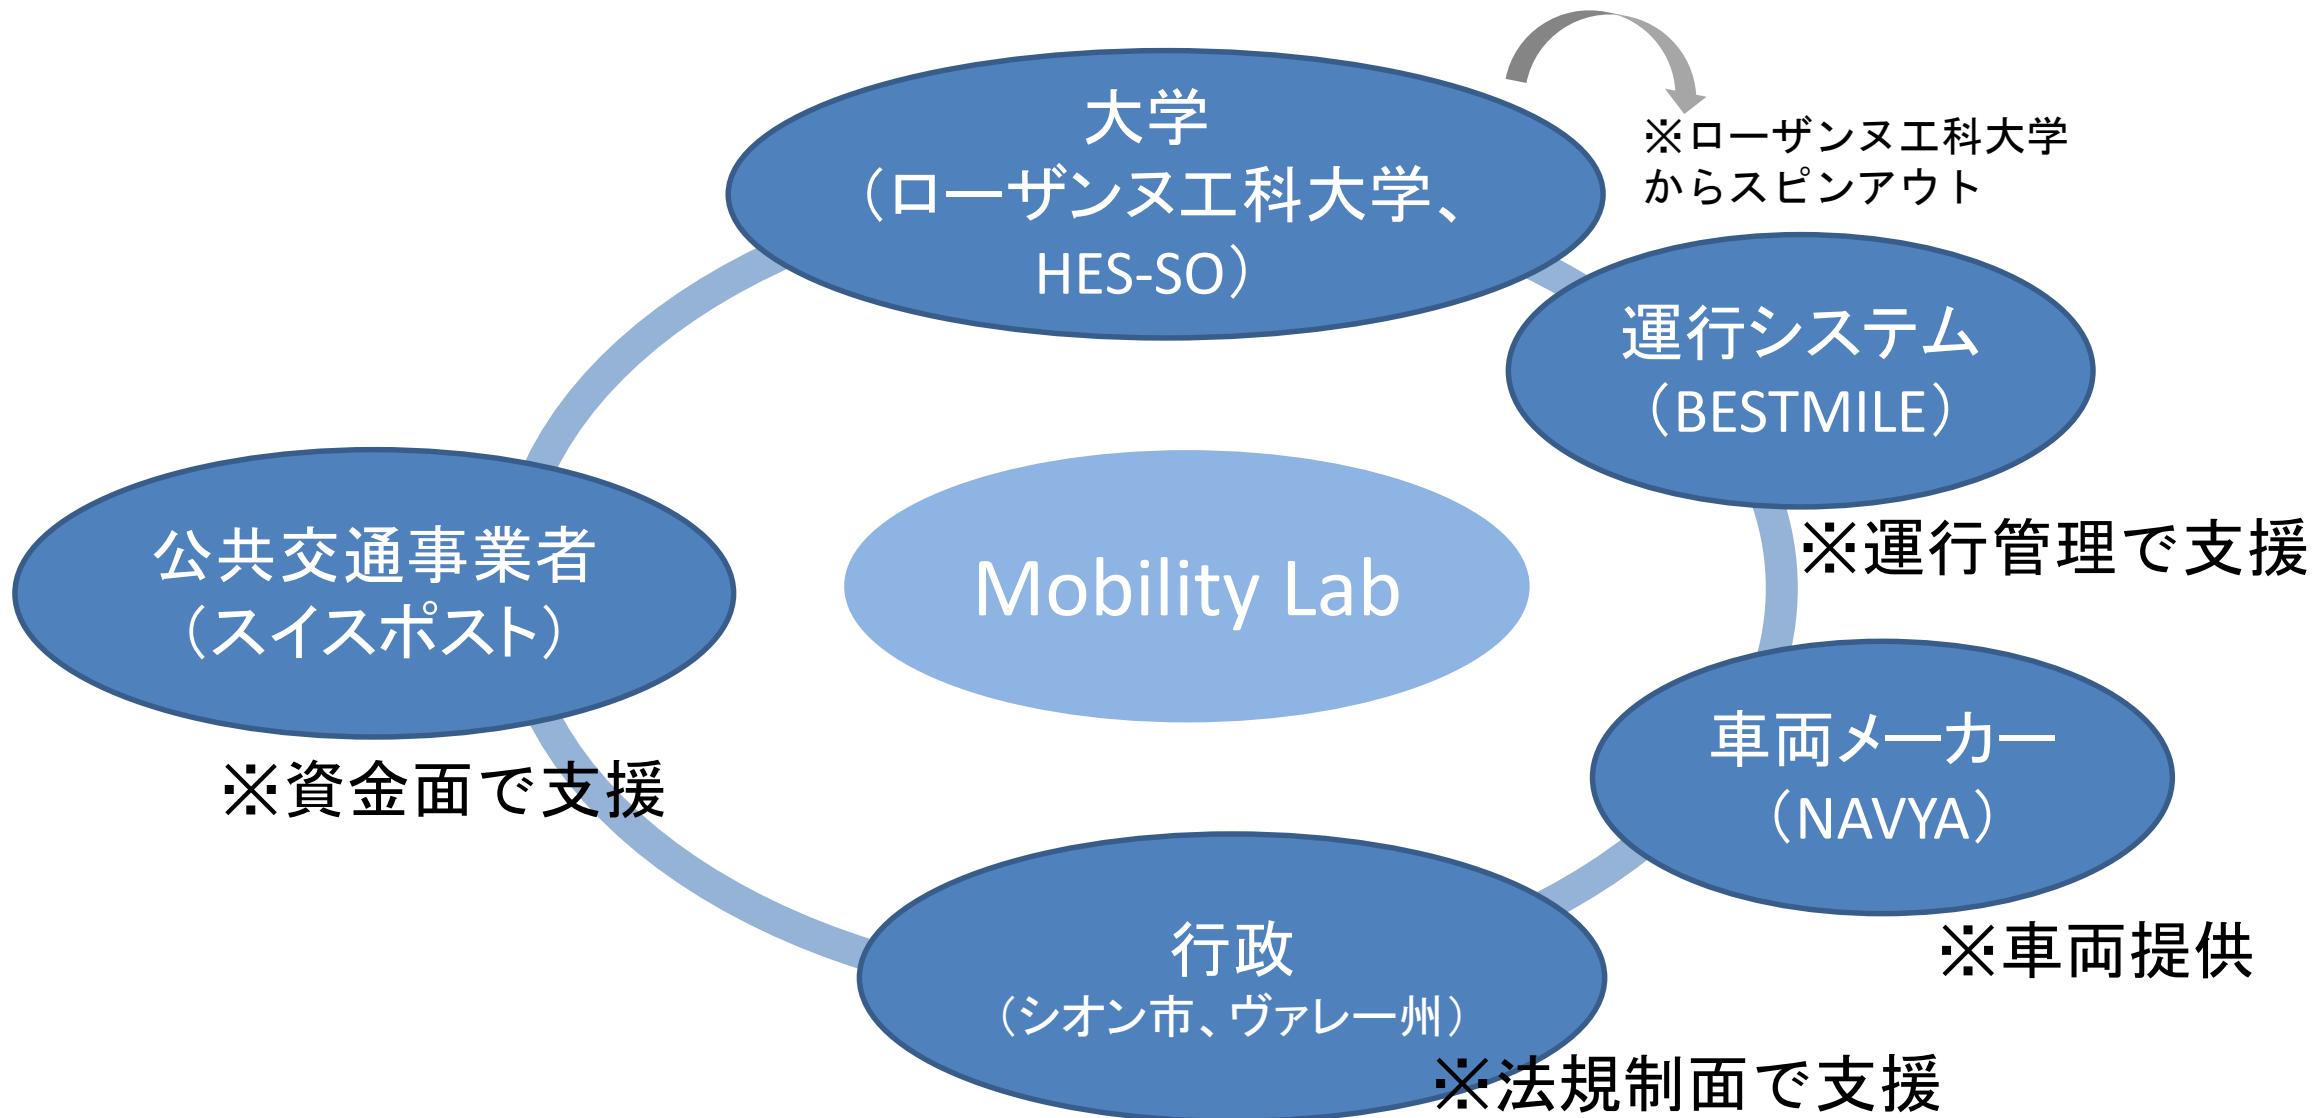 大学
（ローザンヌ工科大学、
HES-SO）
※ローザンヌ工科大学
からスピンアウト
運行システム
（BESTMILE）
※運行管理で支援
公共交通事業者
（スイスポスト）
※資金面で支援
Mobility Lab
車両メーカー
（NAVYA）
※車両提供
行政
（シオン市、ヴァレー州）
※法規制面で支援